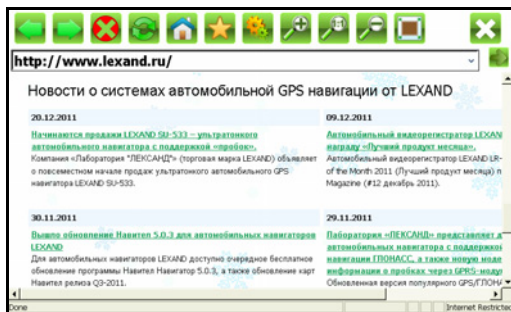 http://www.lexand.ru/
Новости о системах автомобильной GPS навигации от LEXAND
20.12.2011
Начинаются продажи LEXAND SU-533 – ультратонкого
автомобильного навигатора с поддержкой «пробок».
Компания «Лаборатория "ЛЕКСАНД"» (торговая марка LEXAND) объявляет
о повсеместном начале продаж ультратонкого автомобильного GPS
навигатора LEXAND SU-533.
09.12.2011
Автомобильный видеорегистратор LEXAN
награду «Лучший продукт месяца».
Автомобильный видеорегистратор LEXAND LR-
of the Month 2011 (Лучший продукт месяца) п
Magazine (#12 декабрь 2011).
30.11.2011
Вышло обновление Навител 5.0.3 для автомобильных навигаторов
LEXAND
Для автомобильных навигаторов LEXAND доступно очередное бесплатное
обновление программы Навител Навигатор 5.0.3, а также обновление карт
Навител релиза Q3-2011.
29.11.2011
Лаборатория «ЛЕКСАНД» представляет д
автомобильных навигатора с поддержкой
навигации ГЛОНАСС, а также новую моде
информации о пробках через GPRS-моду
Обновленная версия популярного GPS/ГЛОНА
Done
Internet Restricted